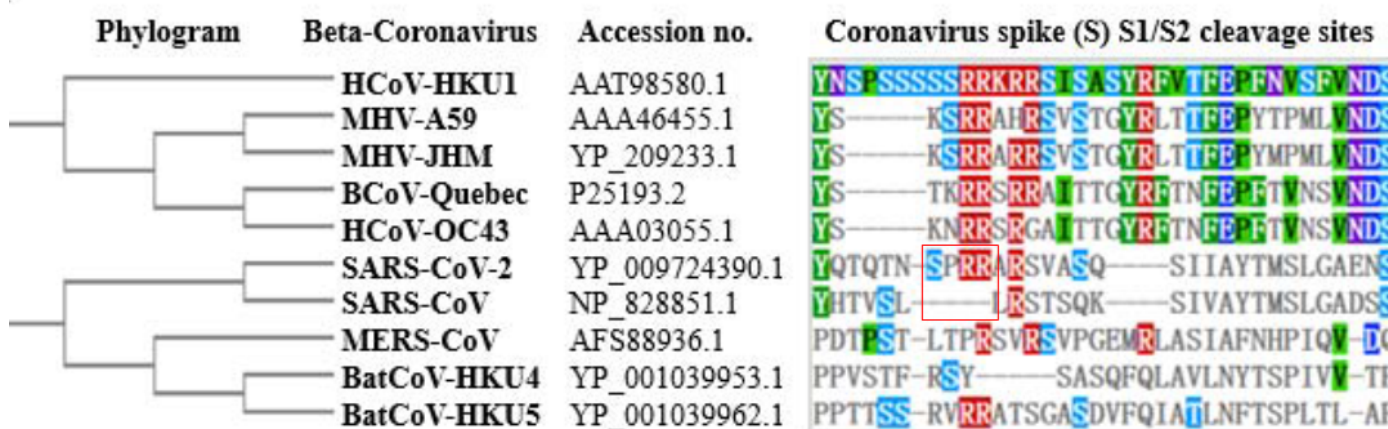 Phylogram Beta-Coronavirus Accession no. Coronavirus spike (S) S1/S2 cleavage sites
HCoV-HKU1 AAT98580.1 YNSPSSSSSRRKRRSISASYRFVTFEPFNVSFVNDS
MHV-A59 AAA46455.1 YS-----KSRRAHRSVSTGYRLTTFEPYTPMLVNDS
MHV-JHM YP_209233.1 YS-----KSRRARRSVSTGYRLTTFEPYMPMLVNDS
BCoV-Quebec P25193.2 YS-----TKRRSRRAITTGYRFTNFEPFTVNSVNDS
HCoV-OC43 AAA03055.1 YS-----KNRRSRGAITTGYRFTNFEPFTVNSVNDS
SARS-CoV-2 YP_009724390.1 YQTQTN-SPRRARSVASQ----SIIAYTMSLGAENS
SARS-CoV NP_828851.1 YHTVSL-----LRSTSQK----SIVAYTMSLGADSS
MERS-CoV AFS88936.1 PDTPST-LTPRSVRSVPGEMRLASIAFNHPIQV-D
BatCoV-HKU4 YP_001039953.1 PPVSTF-RSY-----SASQFQLAVLNYTSPIVV-T
BatCoV-HKU5 YP_001039962.1 PPTTSS-RVRRATSGASDVFQIATLNFTSPLTL-A